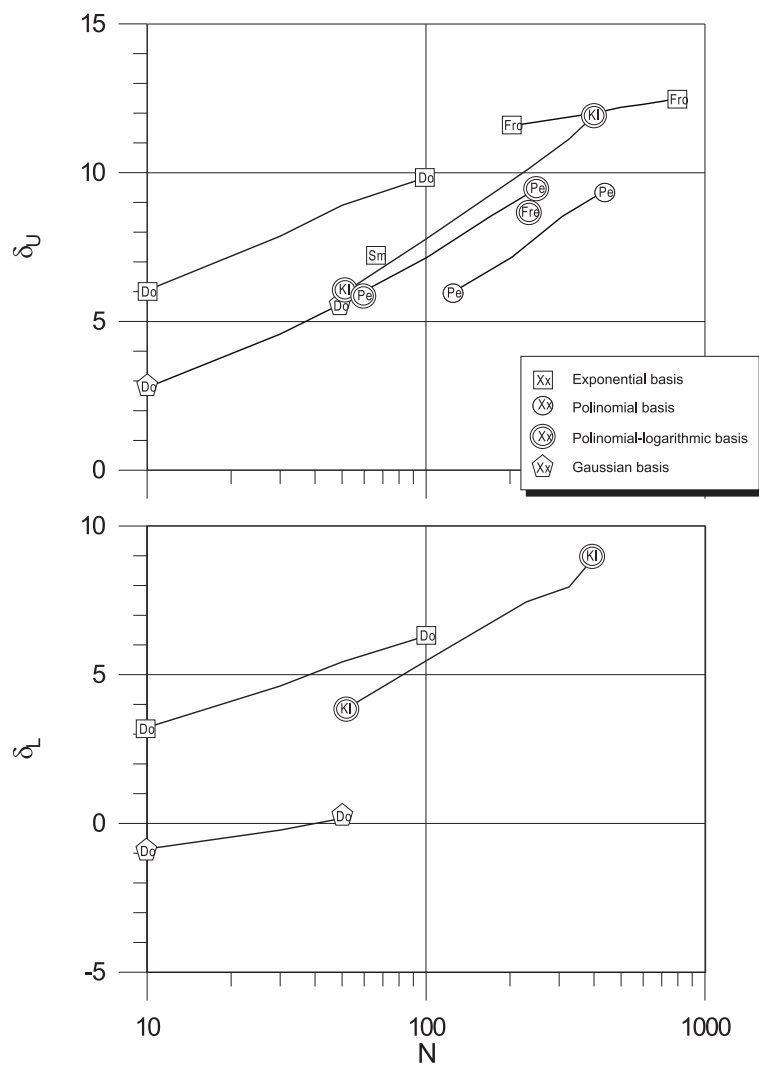 15
10
5
0
δU
Do
Do
Do
Do
Sm
Kl
Pe
Fro
Fro
Kl
Pe
Fre
Pe
Pe
Xx Exponential basis
Xx Polinomial basis
Xx Polinomial-logarithmic basis
Xx Gaussian basis
10
5
0
-5
δL
Do
Do
Kl
Kl
Do
Do
10 100 1000
N